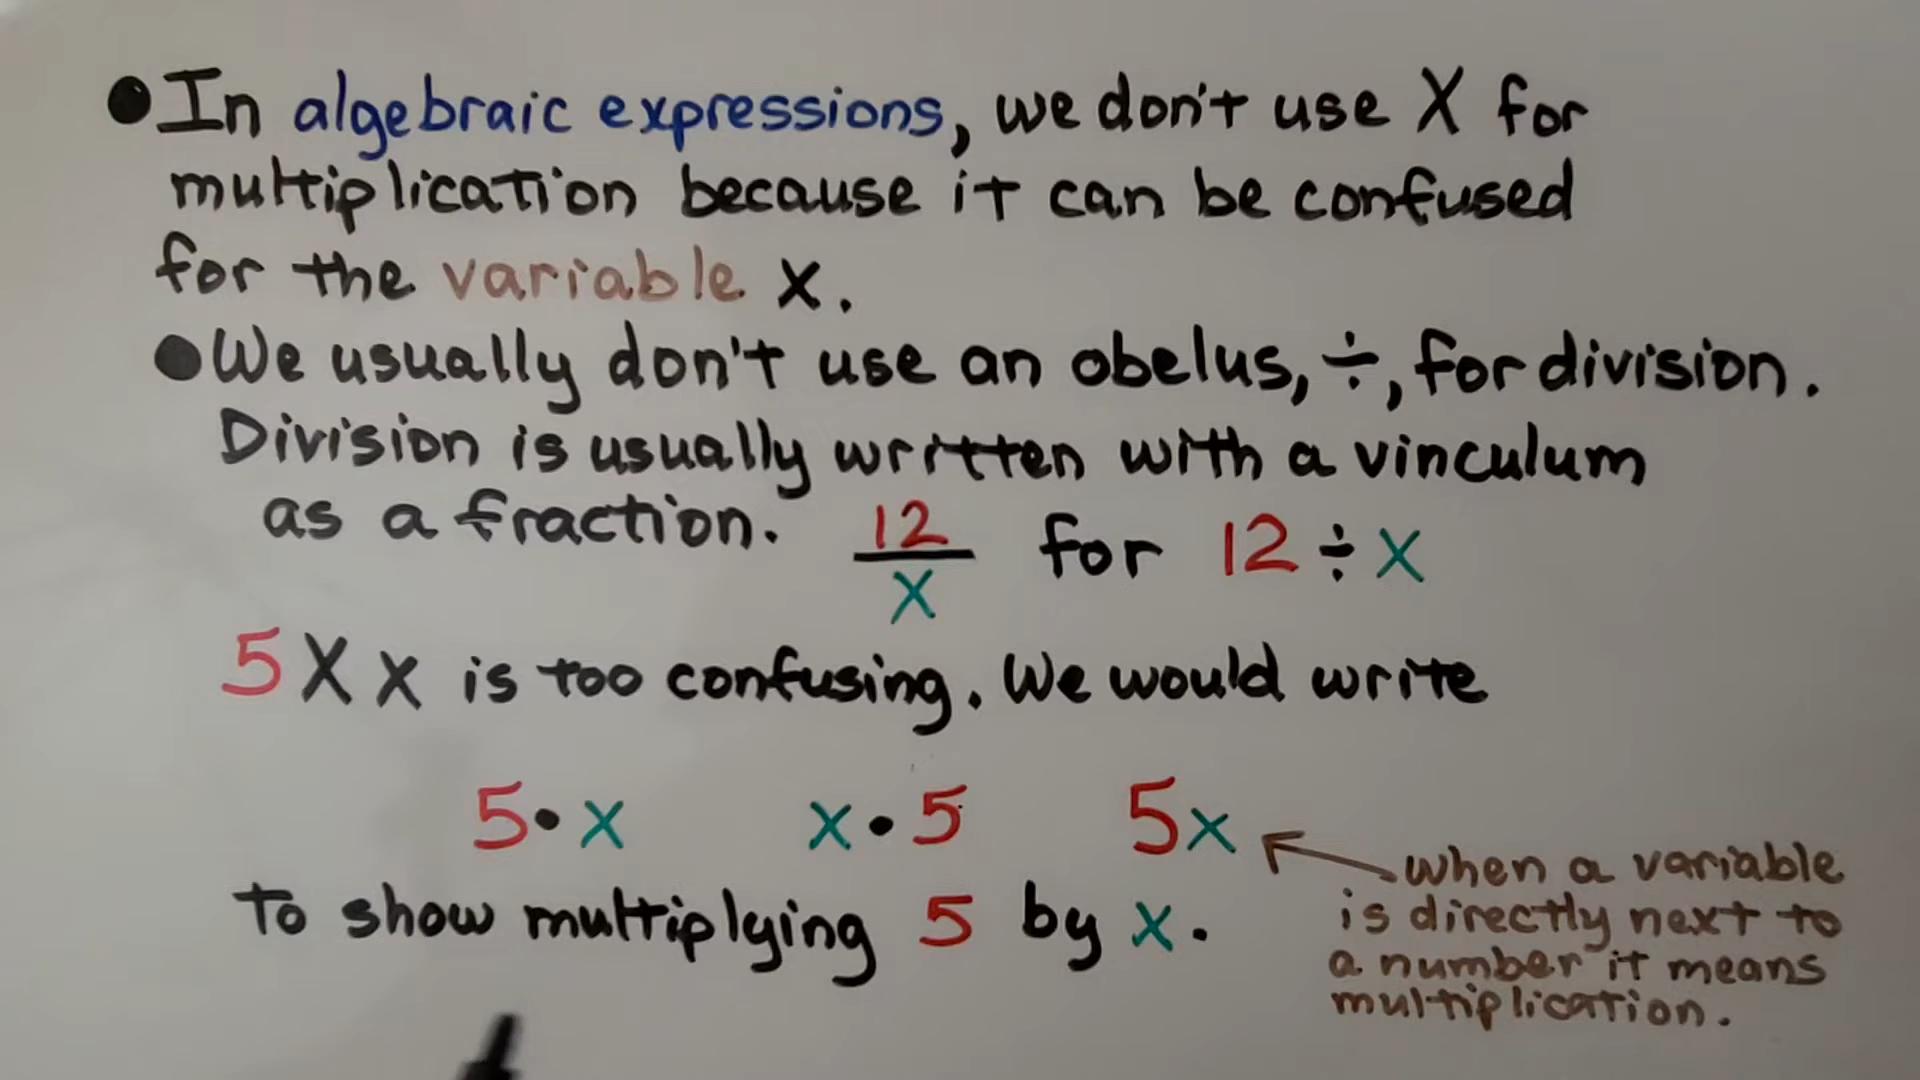 ●In algebraic expressions, we don't use X for
multiplication because it can be confused
for the variable x.
●We usually don't use an obelus, ÷, for division.
Division is usually written with a vinculum
as a fraction. 12/x for 12 ÷ x
5 X x is too confusing. We would write
5•x x•5 5x
to show multiplying 5 by x.
when a variable
is directly next to
a number it means
multiplication.